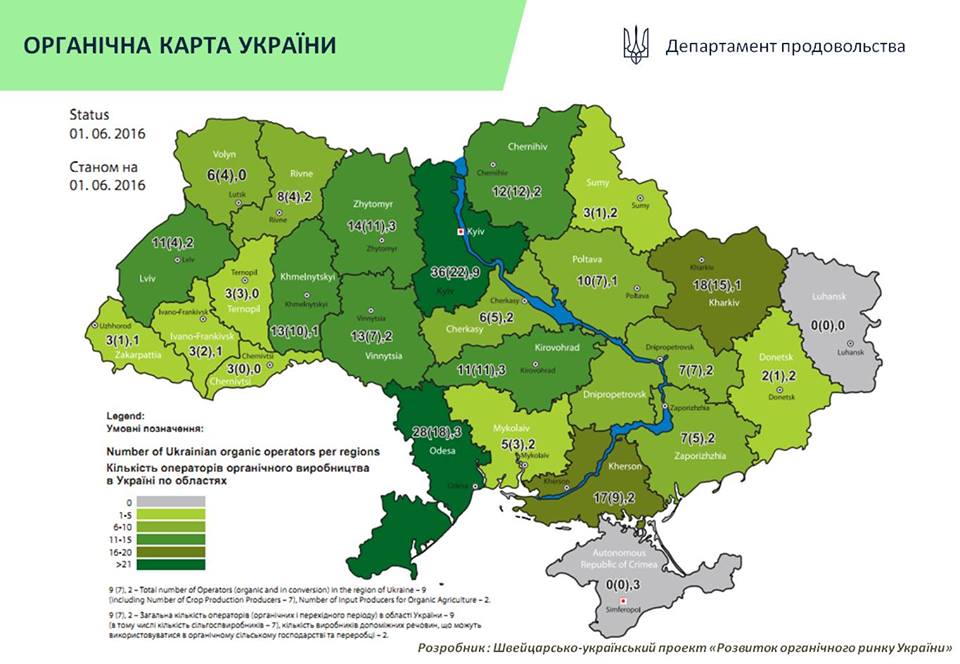 ОРГАНІЧНА КАРТА УКРАЇНИ
Департамент продовольства
Status
01. 06. 2016
Станом на
01. 06. 2016
Volyn
6(4),0
Lutsk
Rivne
8(4),2
Rivne
Zhytomyr
14(11),3
Zhytomyr
Kyiv
36(22),9
Kyiv
Chernihiv
Chernihiv
12(12),2
Sumy
3(1),2
Sumy
11(4),2
Lviv
Lviv
Ternopil
3(3),0
Ternopil
Khmelnytskyi
Khmelnytskyi
13(10),1
Vinnytsia
13(7),2
Vinnytsia
Cherkasy
6(5),2
Cherkasy
Poltava
10(7),1
Poltava
Kharkiv
18(15),1
Kharkiv
Luhansk
0(0),0
Luhansk
Uzhhorod
3(1),1
Zakarpattia
Ivano-Frankivsk
Ivano-Frankivsk
3(2),1
Chernivtsi
3(0),0
Chernivtsi
Kirovohrad
11(11),3
Kirovohrad
Dnipropetrovsk
7(7),2
Dnipropetrovsk
Donetsk
2(1),2
Donetsk
Zaporizhzhia
7(5),2
Zaporizhzhia
28(18),3
Odesa
Odesa
Mykolaiv
5(3),2
Mykolaiv
Kherson
Kherson
17(9),2
Autonomous
Republic of Crimea
0(0),3
Simferopol
Legend:
Умовні позначення:
Number of Ukrainian organic operators per regions
Кількість операторів органічного виробництва
в Україні по областях
0
1-5
6-10
11-15
16-20
>21
9 (7), 2 – Total number of Operators (organic and in conversion) in the region of Ukraine – 9
(including Number of Crop Production Producers – 7), Number of Input Producers for Organic Agriculture – 2.
9 (7), 2 – Загальна кількість операторів (органічних і перехідного періоду) в області України – 9
(в тому числі кількість сільгоспвиробників – 7), кількість виробників допоміжних речовин, що можуть
використовуватися в органічному сільському господарстві та переробці – 2.
Розробник : Швейцарсько-український проект «Розвиток органічного ринку України»